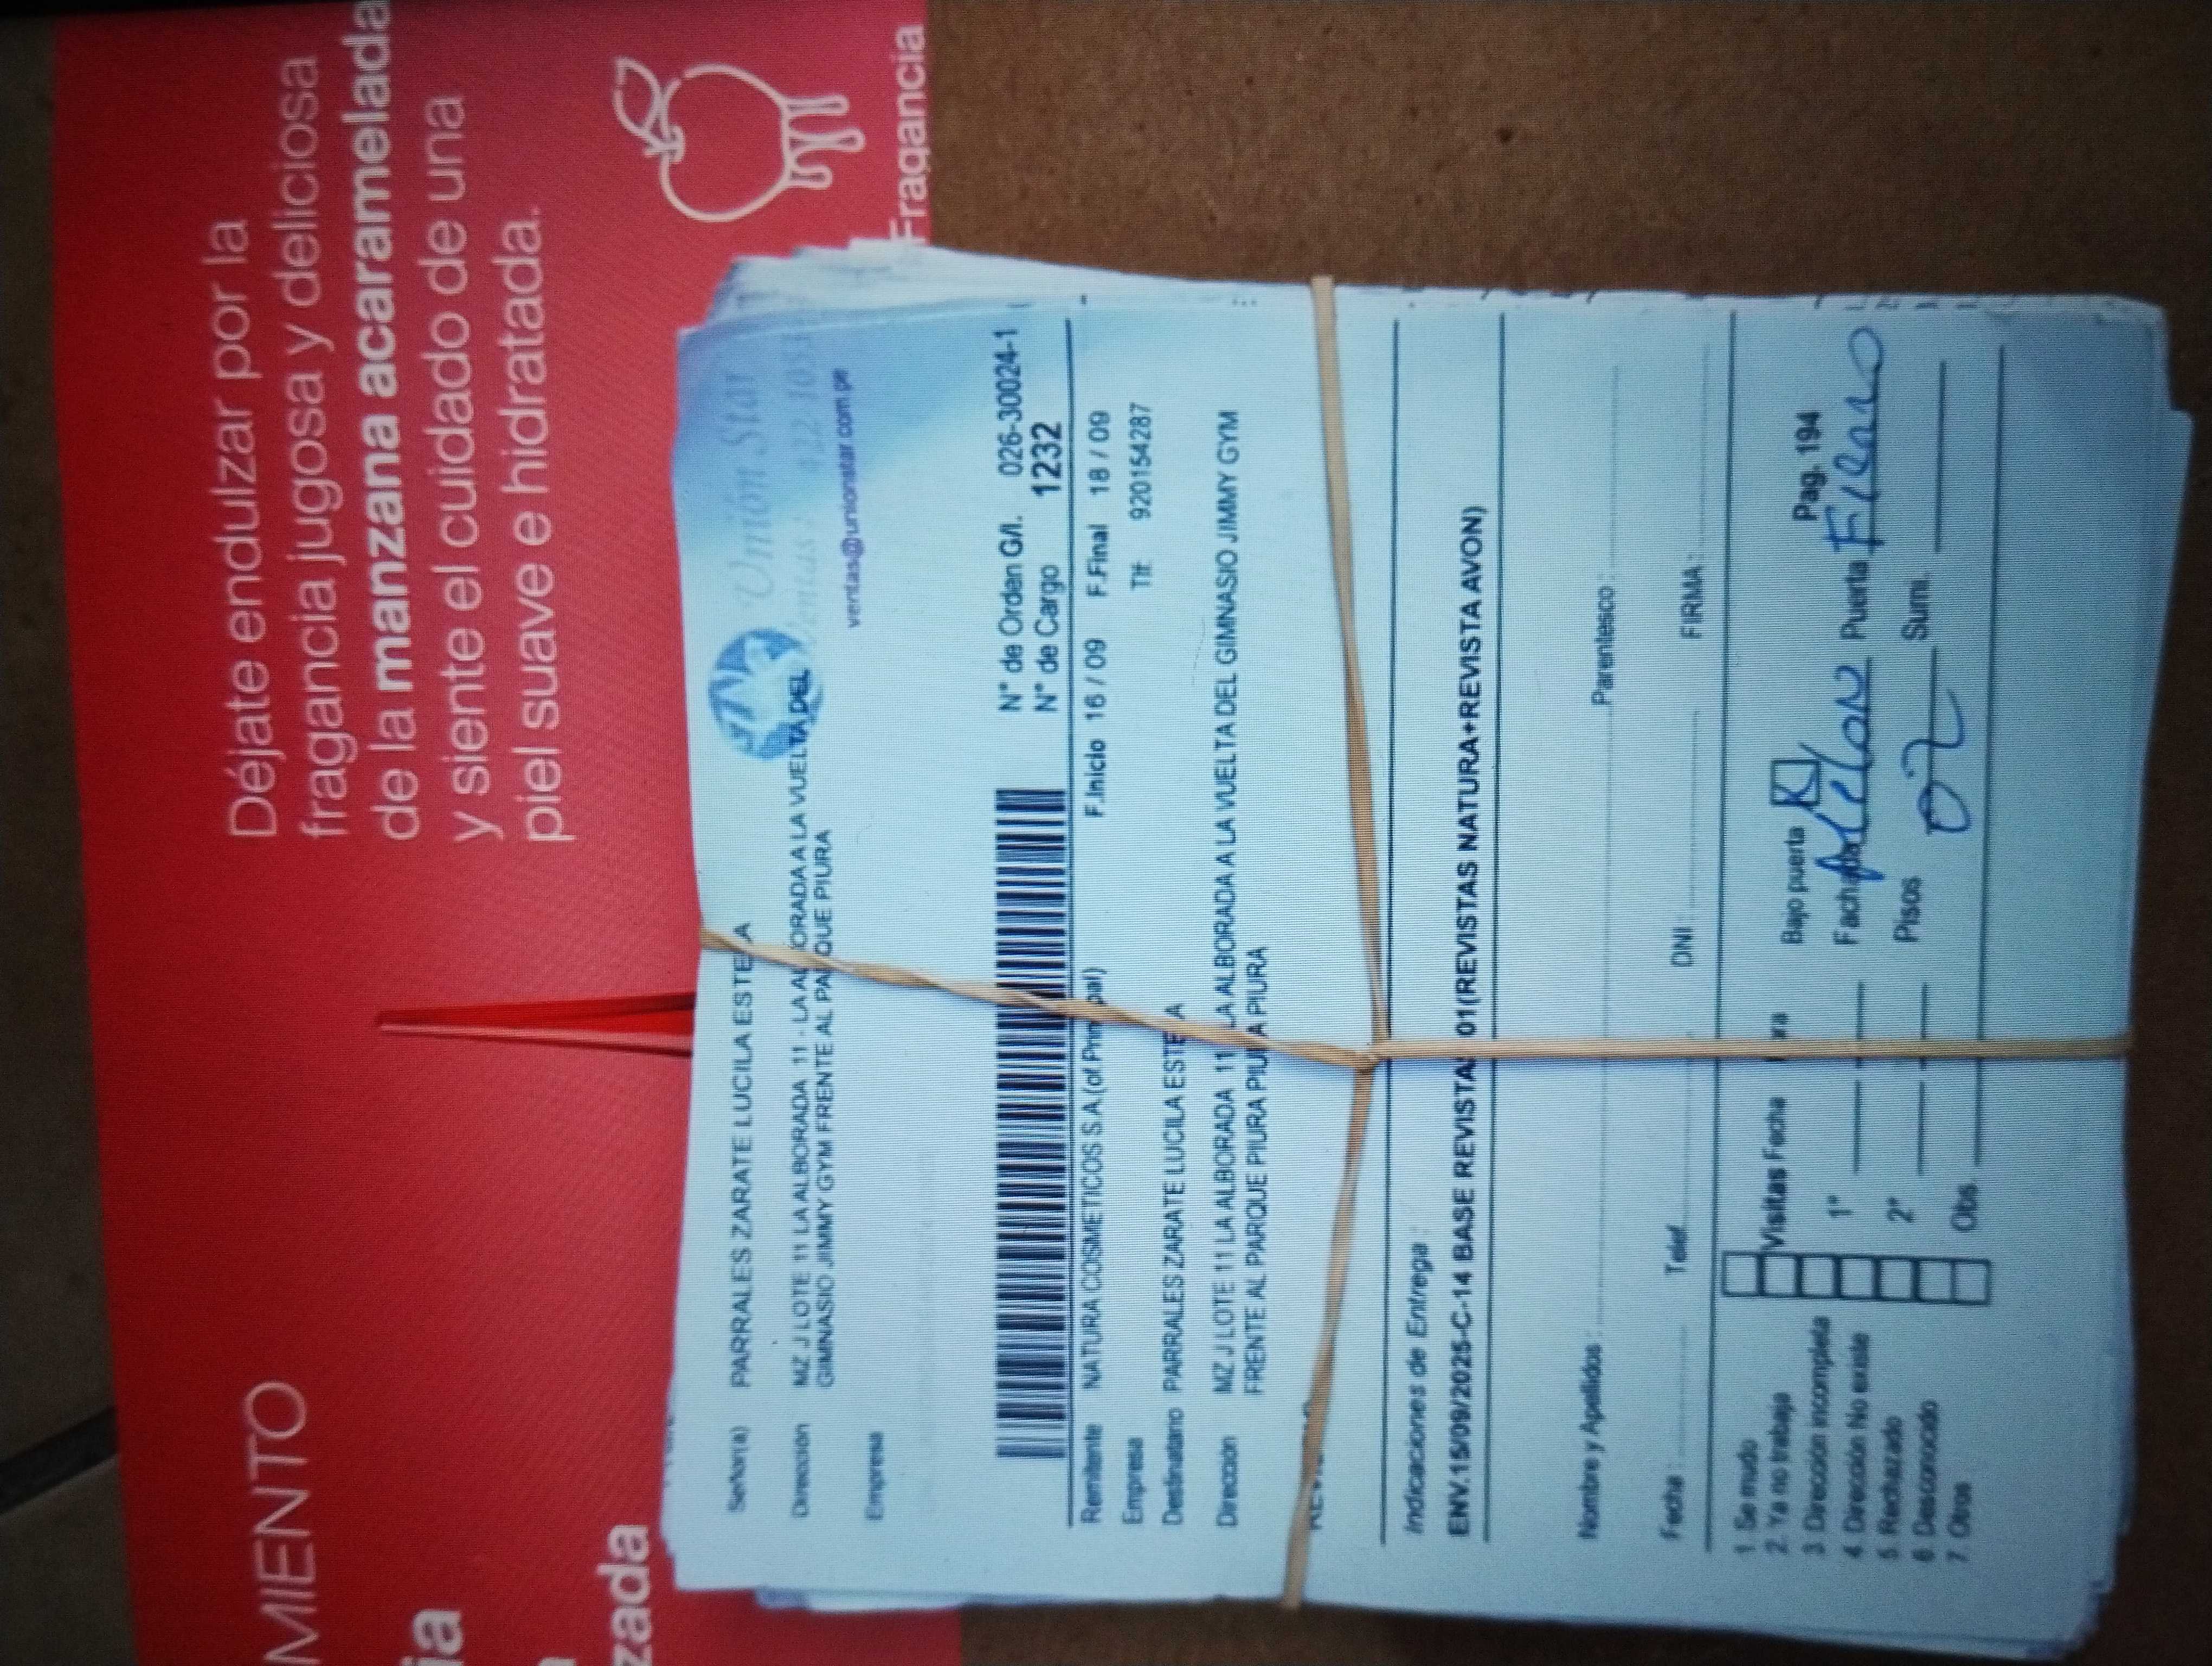 Déjate endulzar por la
fragancia jugosa y deliciosa
de la manzana acaramelada
y siente el cuidado de una
piel suave e hidratada.
Fragancia
MIENTO
ia
zada
Unión Star
ventas@unionstar.com.pe
Señor(a) PARRALES ZARATE LUCILA ESTELA
Dirección MZ J LOTE 11 LA ALBORADA 11 - LA ALBORADA A LA VUELTA DEL
GIMNASIO JIMMY GYM FRENTE AL PARQUE PIURA
Empresa
N° de Orden G/I. 026-300024-1
N° de Cargo 1232
F.Inicio 16 / 09 F.Final 18 / 09
Remitente NATURA COSMETICOS S.A.(of.Principal)
Empresa Tlf. 920154287
Destinatario PARRALES ZARATE LUCILA ESTELA
Dirección MZ J LOTE 11 LA ALBORADA 11 LA ALBORADA A LA VUELTA DEL GIMNASIO JIMMY GYM
FRENTE AL PARQUE PIURA PIURA PIURA
Indicaciones de Entrega :
ENV.15/09/2025-C-14 BASE REVISTAS 01(REVISTAS NATURA+REVISTA AVON)
Nombre y Apellidos : Parentesco :
Fecha : Telef. DNI : FIRMA :
1. Se mudo
2. Ya no trabaja
3 Dirección incompleta
4. Dirección No existe
5 Rechazado
6. Desconocido
7. Otros
Visitas Fecha Hora
1°
2°
Obs.
Bajo puerta Pag. 194
Fachada Melon Puerta Fierro
Pisos 02 Sumi.